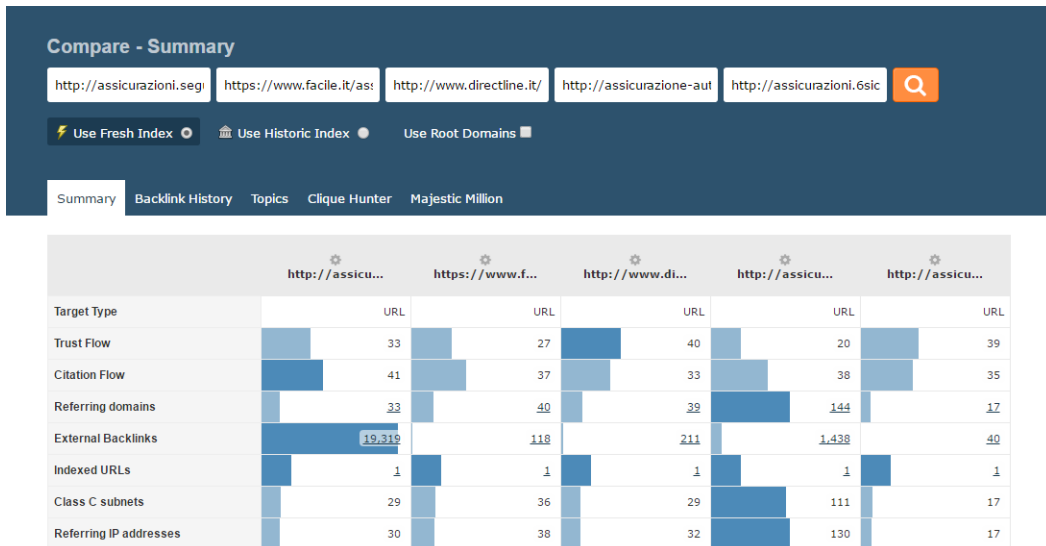 Compare - Summary
http://assicurazioni.segu https://www.facile.it/ass http://www.directline.it/ http://assicurazione-aut http://assicurazioni.6sic
Use Fresh Index Use Historic Index Use Root Domains
Summary Backlink History Topics Clique Hunter Majestic Million
http://assicu... https://www.f... http://www.di... http://assicu... http://assicu...
Target Type URL URL URL URL URL
Trust Flow 33 27 40 20 39
Citation Flow 41 37 33 38 35
Referring domains 33 40 39 144 17
External Backlinks 19,319 118 211 1,438 40
Indexed URLs 1 1 1 1 1
Class C subnets 29 36 29 111 17
Referring IP addresses 30 38 32 130 17